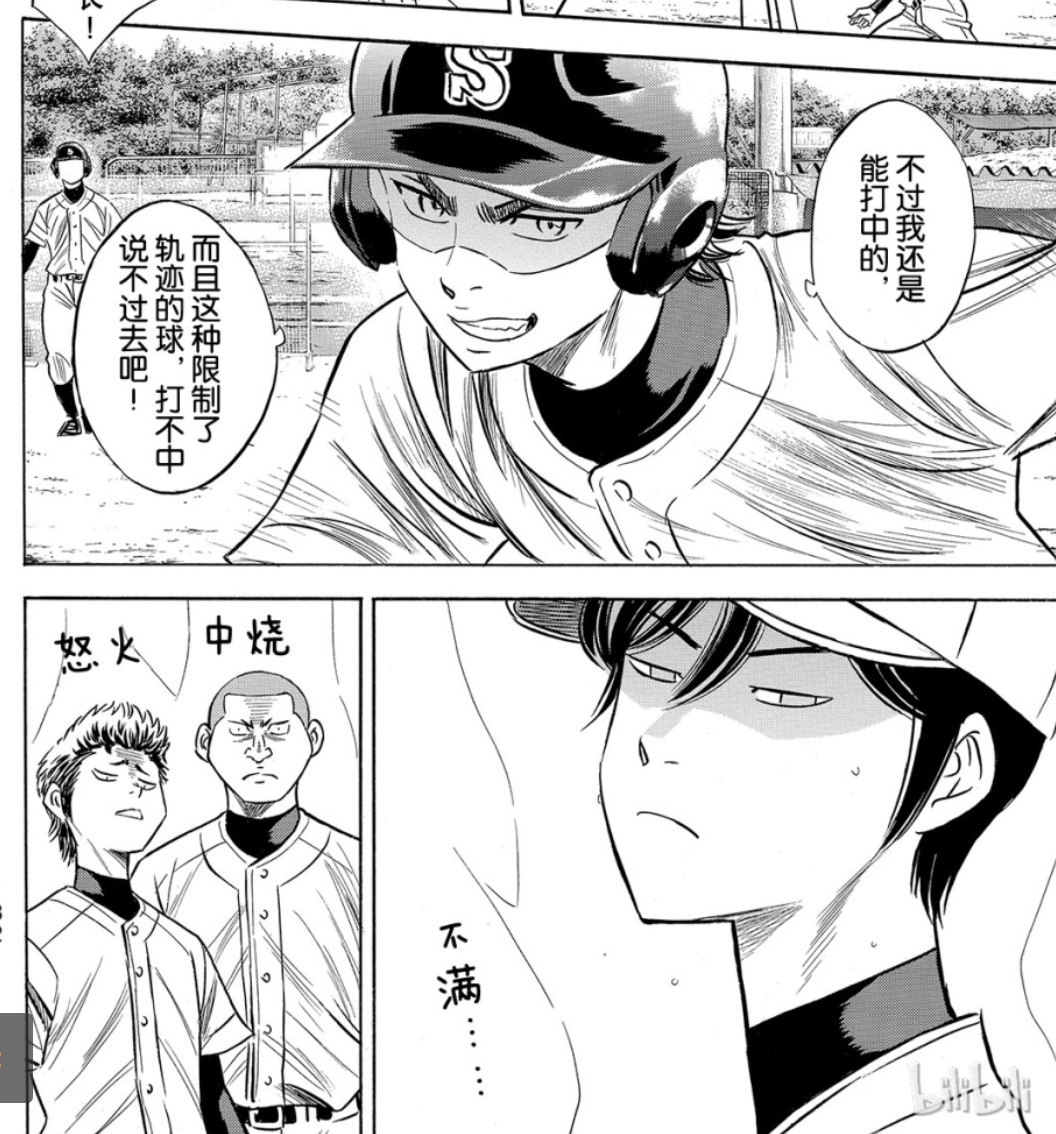 长！
S
不过我还是
能打中的，
而且这种限制了
轨迹的球，打不中
说不过去吧！
怒火
中烧
不
满……
bilibili